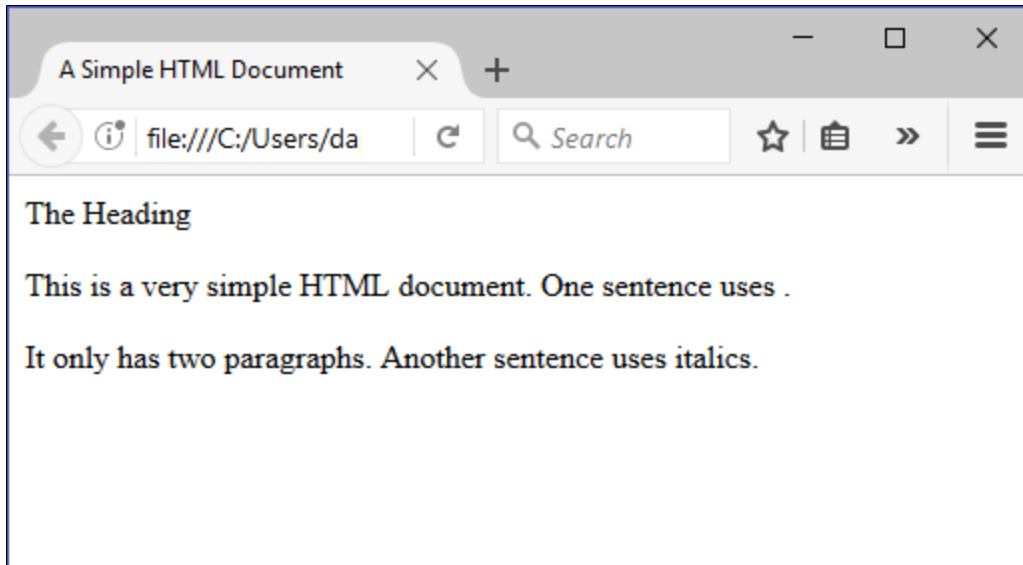 A Simple HTML Document
file:///C:/Users/da
Search
The Heading
This is a very simple HTML document. One sentence uses .
It only has two paragraphs. Another sentence uses italics.